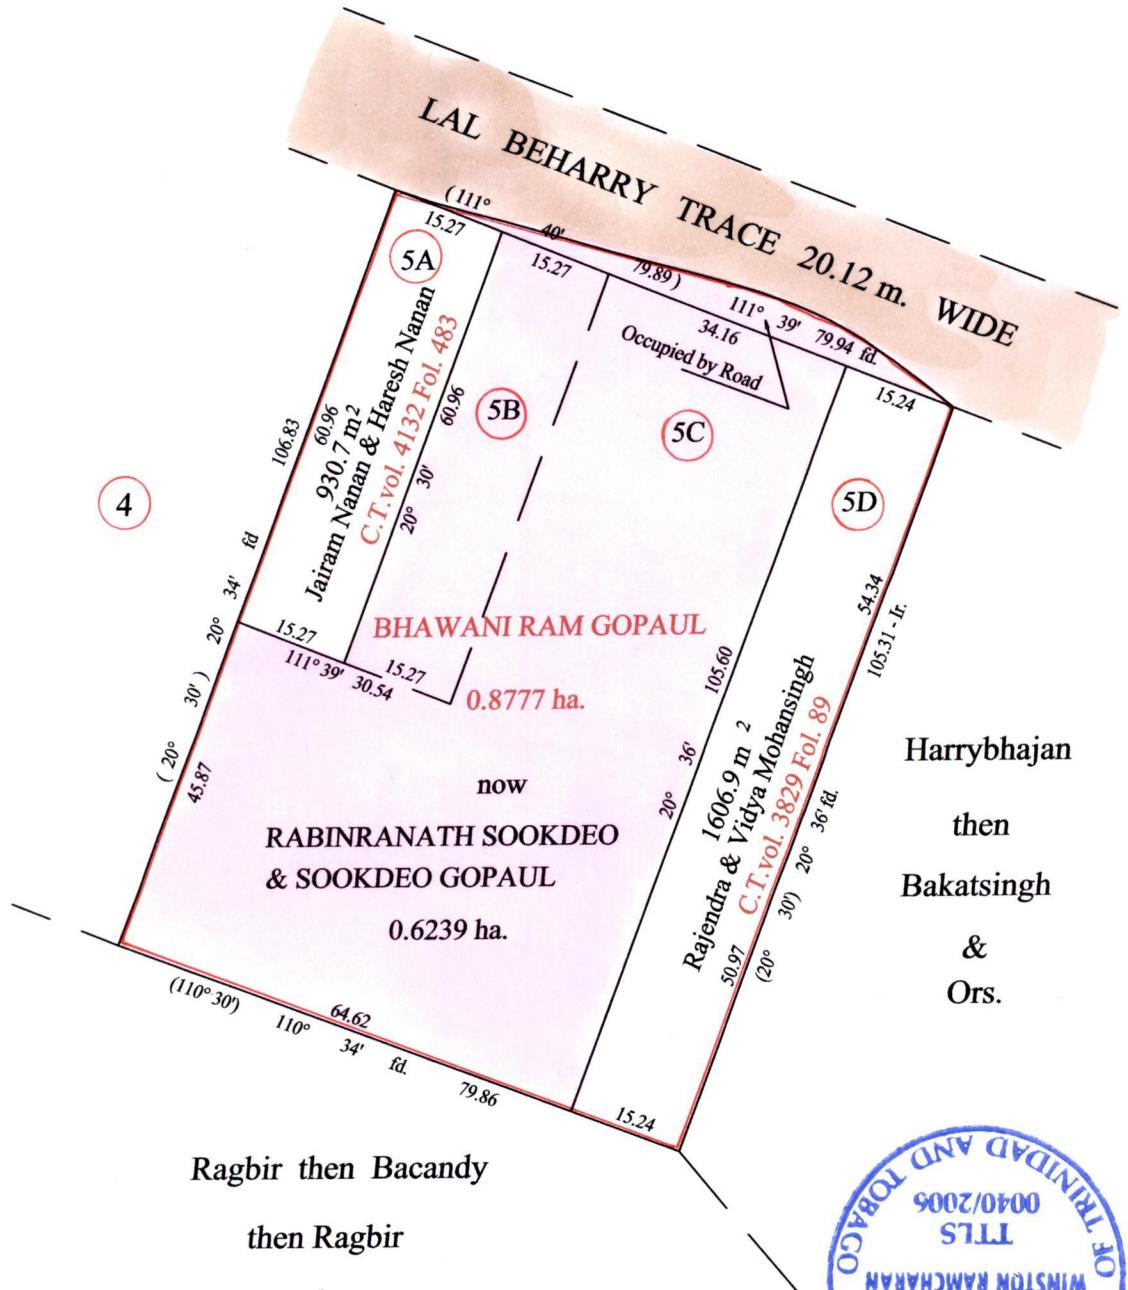 LAL BEHARRY TRACE 20.12 m. WIDE
(111° 40' 79.89)
111° 39' 79.94 fd.
15.27
15.27
34.16
15.24
Occupied by Road
5A
5B
5C
5D
4
106.83
60.96
930.7 m2
Jairam Nanan & Haresh Nanan
C.T.vol. 4132 Fol. 483
60.96
20° 30'
20° 34' fd
(20° 30')
45.87
15.27
111° 39' 30.54
15.27
BHAWANI RAM GOPAUL
0.8777 ha.
now
RABINRANATH SOOKDEO
& SOOKDEO GOPAUL
0.6239 ha.
105.60
20° 36'
1606.9 m 2
Rajendra & Vidya Mohansingh
C.T.vol. 3829 Fol. 89
54.34
105.31 - Ir.
20° 36' fd.
(20° 30')
50.97
Harrybhajan
then
Bakatsingh
&
Ors.
(110° 30')
64.62
110° 34' fd.
79.86
15.24
Ragbir then Bacandy
then Ragbir
OF TRINIDAD AND TOBAGO
0040/2006
TTLS
WINSTON RAMCHARAN